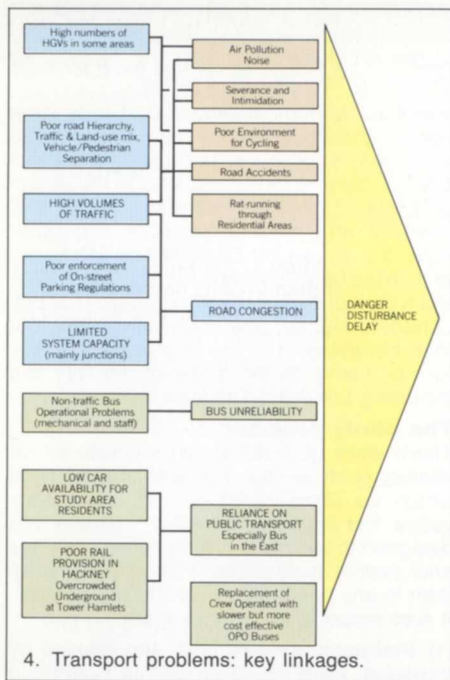 High numbers of
HGVs in some areas
Poor road Hierarchy,
Traffic & Land-use mix,
Vehicle/Pedestrian
Separation
HIGH VOLUMES
OF TRAFFIC
Poor enforcement
of On-street
Parking Regulations
LIMITED
SYSTEM CAPACITY
(mainly junctions)
Non-traffic Bus
Operational Problems
(mechanical and staff)
LOW CAR
AVAILABILITY FOR
STUDY AREA
RESIDENTS
POOR RAIL
PROVISION IN
HACKNEY
Overcrowded
Underground
at Tower Hamlets
Air Pollution
Noise
Severance and
Intimidation
Poor Environment
for Cycling
Road Accidents
Rat-running
through
Residential Areas
ROAD CONGESTION
BUS UNRELIABILITY
RELIANCE ON
PUBLIC TRANSPORT
Especially Bus
in the East
Replacement of
Crew Operated with
slower but more
cost effective
OPO Buses
DANGER
DISTURBANCE
DELAY
4. Transport problems: key linkages.